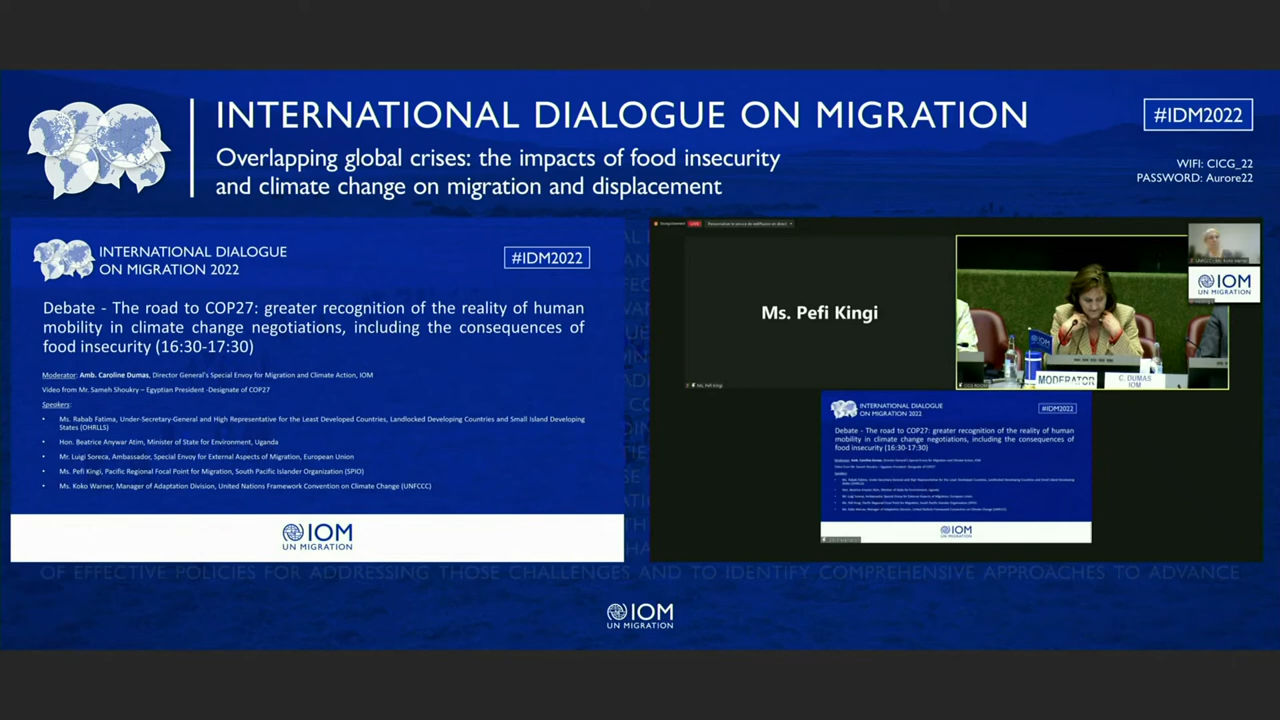 INTERNATIONAL DIALOGUE ON MIGRATION
Overlapping global crises: the impacts of food insecurity
and climate change on migration and displacement
#IDM2022
WIFI: CICG_22
PASSWORD: Aurore22
INTERNATIONAL DIALOGUE
ON MIGRATION 2022
#IDM2022
Debate - The road to COP27: greater recognition of the reality of human
mobility in climate change negotiations, including the consequences of
food insecurity (16:30-17:30)
Moderator: Amb. Caroline Dumas, Director General's Special Envoy for Migration and Climate Action, IOM
Video from Mr. Sameh Shoukry – Egyptian President -Designate of COP27
Speakers:
• Ms. Rabab Fatima, Under-Secretary-General and High Representative for the Least Developed Countries, Landlocked Developing Countries and Small Island Developing
States (OHRLLS)
• Hon. Beatrice Anywar Atim, Minister of State for Environment, Uganda
• Mr. Luigi Soreca, Ambassador, Special Envoy for External Aspects of Migration, European Union
• Ms. Pefi Kingi, Pacific Regional Focal Point for Migration, South Pacific Islander Organization (SPIO)
• Ms. Koko Warner, Manager of Adaptation Division, United Nations Framework Convention on Climate Change (UNFCCC)
IOM
UN MIGRATION
LIVE
Ms. Pefi Kingi
Ms. Pefi Kingi
MODERATOR
C. DUMAS
IOM
IOM
UN MIGRATION
INTERNATIONAL DIALOGUE
ON MIGRATION 2022
#IDM2022
Debate - The road to COP27: greater recognition of the reality of human
mobility in climate change negotiations, including the consequences of
food insecurity (16:30-17:30)
IOM
UN MIGRATION
OF EFFECTIVE POLICIES FOR ADDRESSING THOSE CHALLENGES AND TO IDENTIFY COMPREHENSIVE APPROACHES TO ADVANCE
IOM
UN MIGRATION